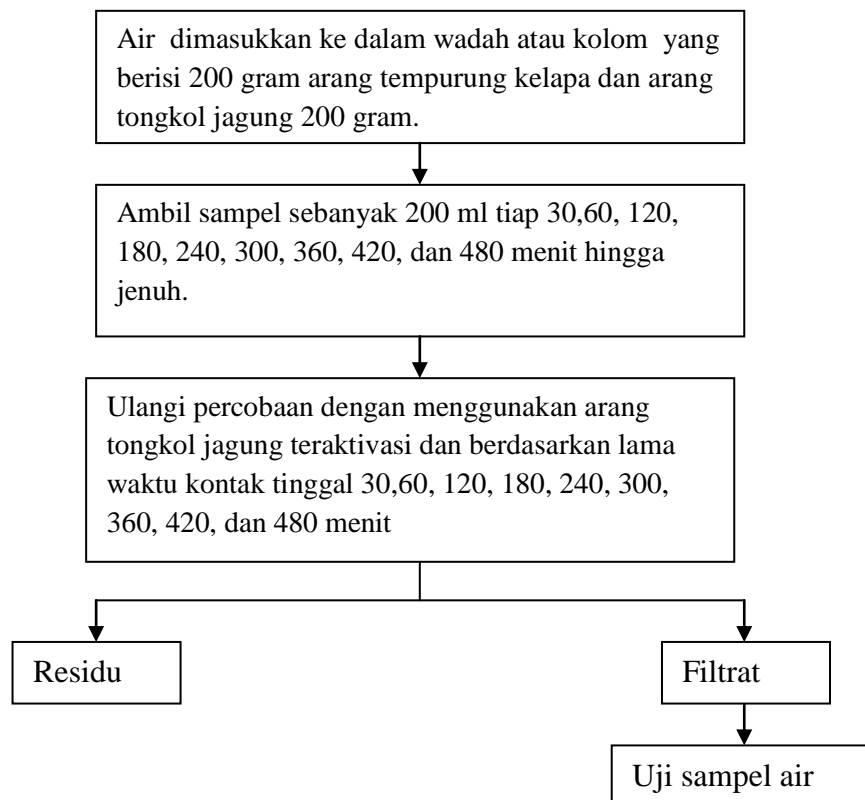 Air dimasukkan ke dalam wadah atau kolom yang
berisi 200 gram arang tempurung kelapa dan arang
tongkol jagung 200 gram.
Ambil sampel sebanyak 200 ml tiap 30,60, 120,
180, 240, 300, 360, 420, dan 480 menit hingga
jenuh.
Ulangi percobaan dengan menggunakan arang
tongkol jagung teraktivasi dan berdasarkan lama
waktu kontak tinggal 30,60, 120, 180, 240, 300,
360, 420, dan 480 menit
Residu
Filtrat
Uji sampel air